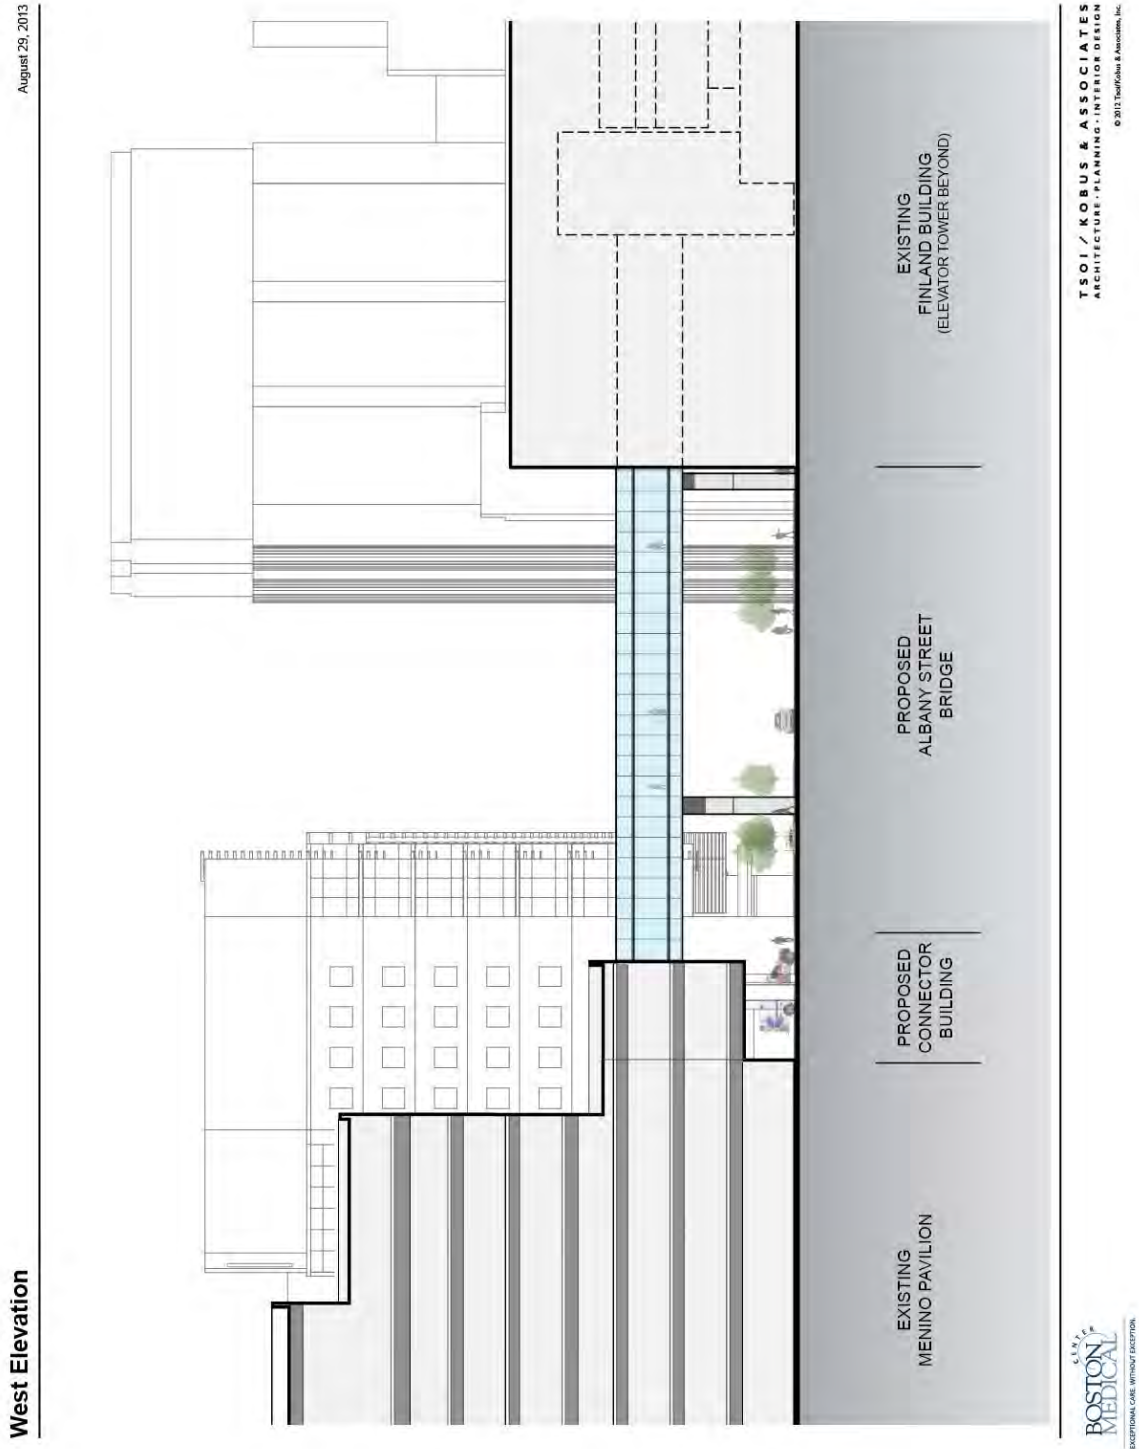 West Elevation
August 29, 2013
EXISTING
MENINO PAVILION
PROPOSED
CONNECTOR
BUILDING
PROPOSED
ALBANY STREET
BRIDGE
EXISTING
FINLAND BUILDING
(ELEVATOR TOWER BEYOND)
BOSTON
MEDICAL
CENTER
EXCEPTIONAL CARE. WITHOUT EXCEPTION.
TSOI / KOBUS & ASSOCIATES
ARCHITECTURE · PLANNING · INTERIOR DESIGN
© 2012 Tsoi/Kobus & Associates, Inc.